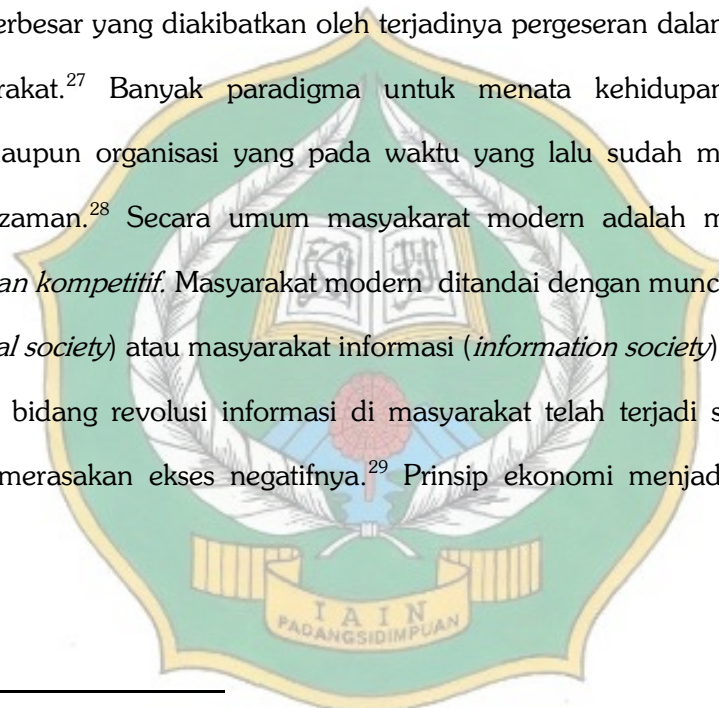 erbesar yang diakibatkan oleh terjadinya pergeseran dalam
rakat.27 Banyak paradigma untuk menata kehidupan
aupun organisasi yang pada waktu yang lalu sudah m
zaman.28 Secara umum masyakarat modern adalah m
an kompetitif. Masyarakat modern ditandai dengan munc
al society) atau masyarakat informasi (information society)
bidang revolusi informasi di masyarakat telah terjadi s
merasakan ekses negatifnya.29 Prinsip ekonomi menjad
IAIN
PADANGSIDIMPUAN